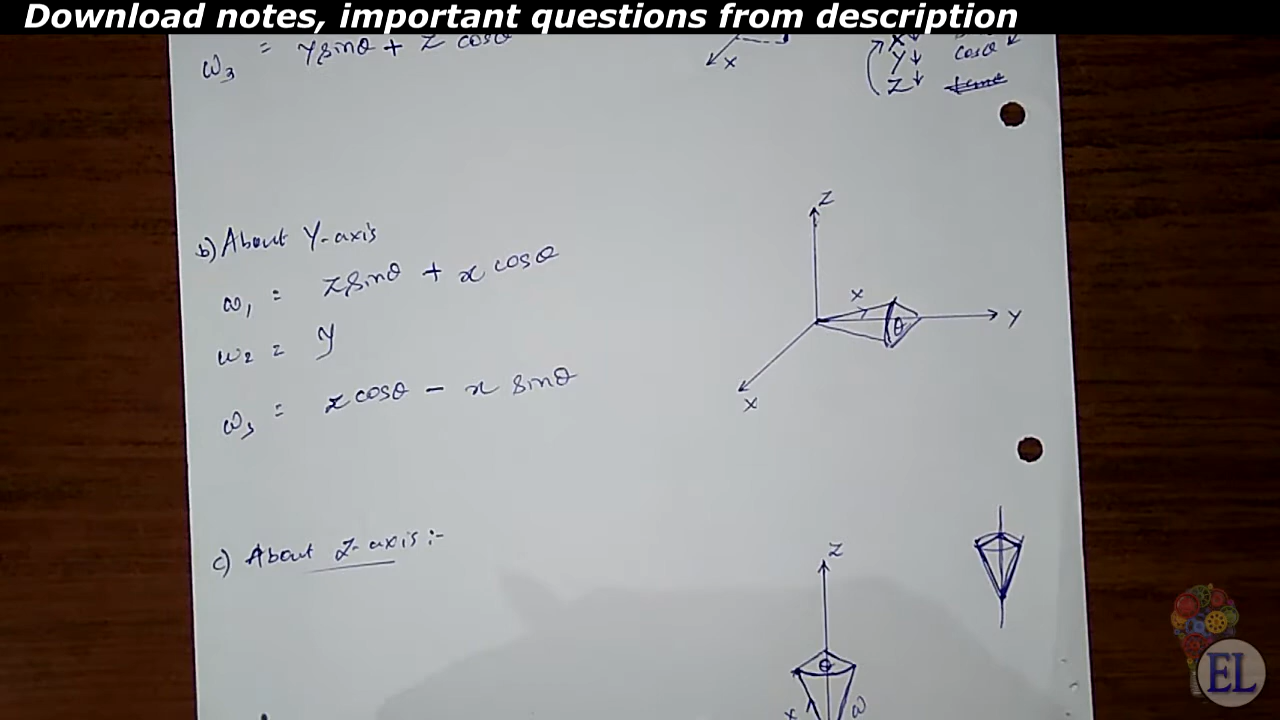 Download notes, important questions from description
ω₃ = y sinθ + z cosθ
X
X
Y
Z
cosθ
b) About Y-axis
ω₁ = z sinθ + x cosθ
ω₂ = y
ω₃ = z cosθ - x sinθ
Z
X
θ
Y
X
c) About Z-axis :-
Z
θ
X
ω
EL